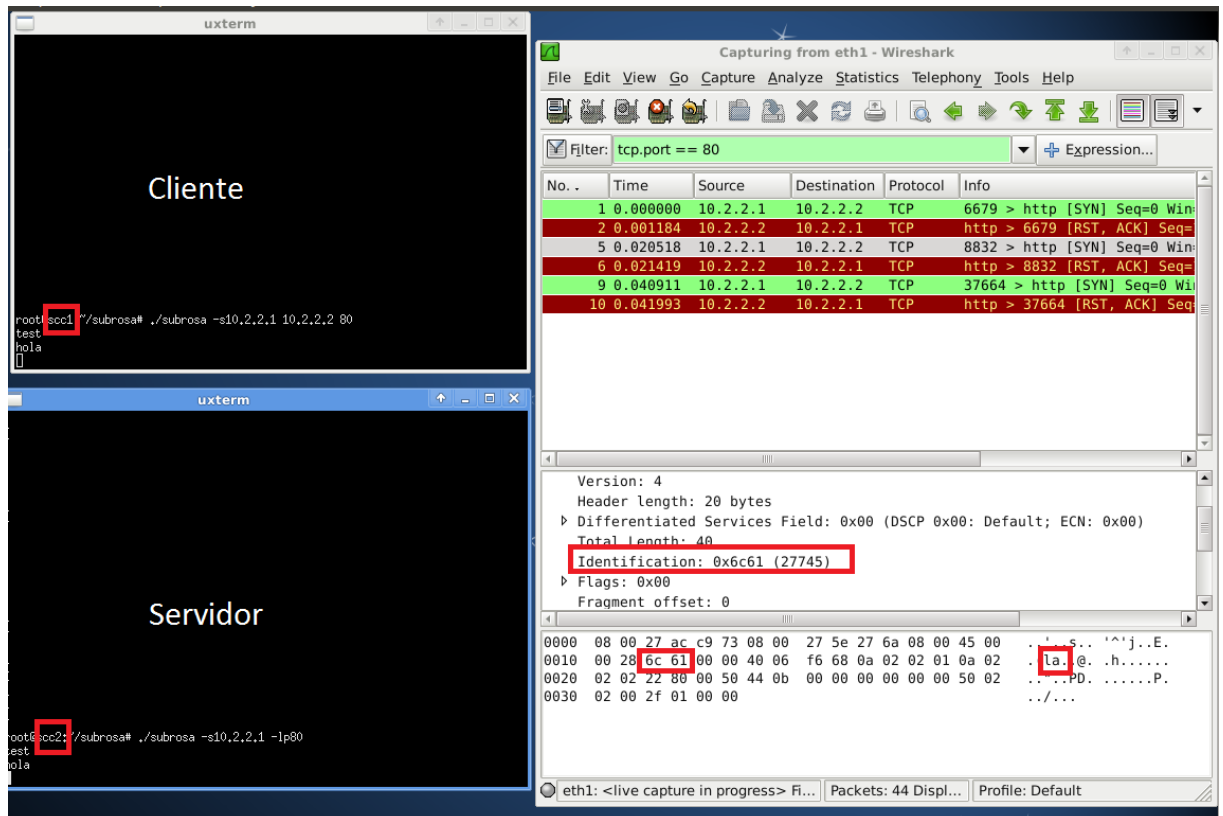 uxterm
Cliente
root@scc1:~/subrosa# ./subrosa -s10.2.2.1 10.2.2.2 80
test
hola
uxterm
Servidor
root@scc2:~/subrosa# ./subrosa -s10.2.2.1 -lp80
test
hola
Capturing from eth1 - Wireshark
File Edit View Go Capture Analyze Statistics Telephony Tools Help
Filter: tcp.port == 80 Expression...
No. . Time Source Destination Protocol Info
1 0.000000 10.2.2.1 10.2.2.2 TCP 6679 > http [SYN] Seq=0 Win=
2 0.001184 10.2.2.2 10.2.2.1 TCP http > 6679 [RST, ACK] Seq=
5 0.020518 10.2.2.1 10.2.2.2 TCP 8832 > http [SYN] Seq=0 Win=
6 0.021419 10.2.2.2 10.2.2.1 TCP http > 8832 [RST, ACK] Seq=
9 0.040911 10.2.2.1 10.2.2.2 TCP 37664 > http [SYN] Seq=0 Wi
10 0.041993 10.2.2.2 10.2.2.1 TCP http > 37664 [RST, ACK] Seq
Version: 4
Header length: 20 bytes
Differentiated Services Field: 0x00 (DSCP 0x00: Default; ECN: 0x00)
Total Length: 40
Identification: 0x6c61 (27745)
Flags: 0x00
Fragment offset: 0
0000 08 00 27 ac c9 73 08 00 27 5e 27 6a 08 00 45 00 ..'..s.. '^'j..E.
0010 00 28 6c 61 00 00 40 06 f6 68 0a 02 02 01 0a 02 .(la..@. .h......
0020 02 02 22 80 00 50 44 0b 00 00 00 00 00 00 50 02 .."..PD. ......P.
0030 02 00 2f 01 00 00 ../...
eth1: <live capture in progress> Fi... Packets: 44 Displ... Profile: Default